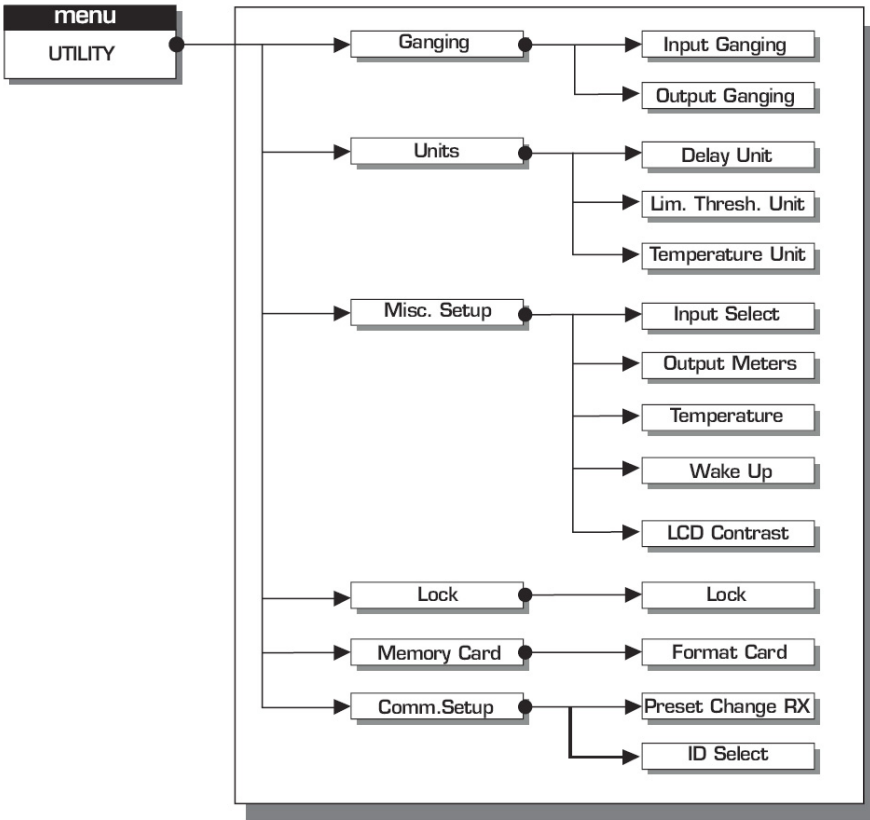 menu
UTILITY
Ganging
Input Ganging
Output Ganging
Units
Delay Unit
Lim. Thresh. Unit
Temperature Unit
Misc. Setup
Input Select
Output Meters
Temperature
Wake Up
LCD Contrast
Lock
Lock
Memory Card
Format Card
Comm.Setup
Preset Change RX
ID Select